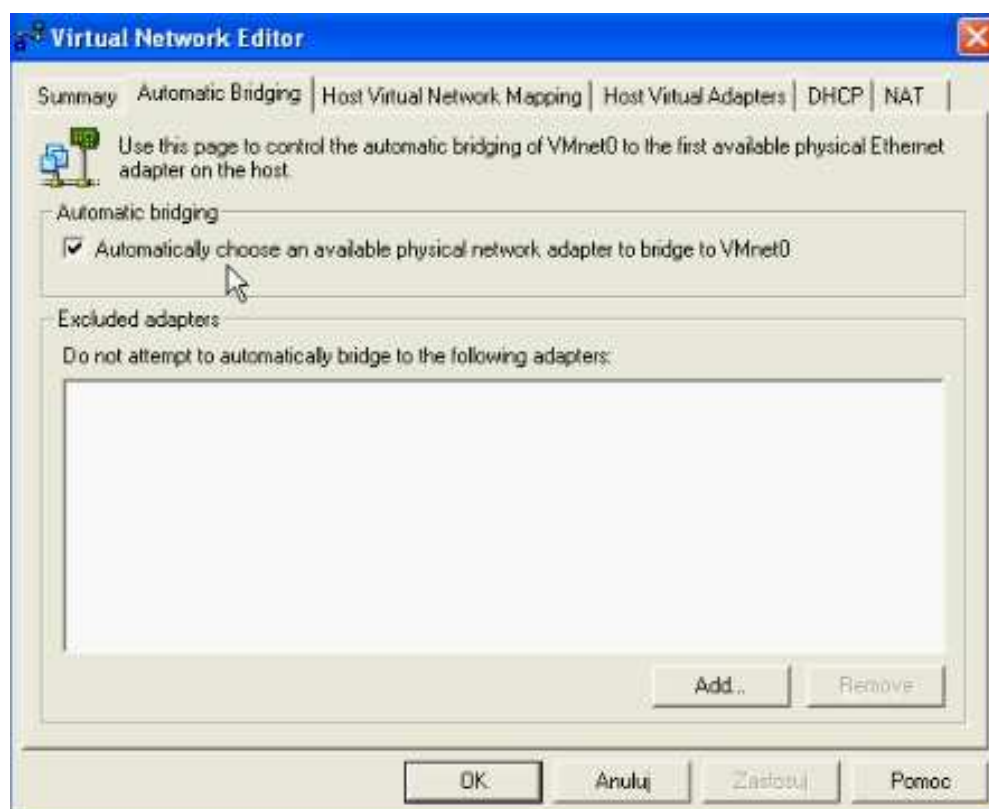 Virtual Network Editor
Summary Automatic Bridging Host Virtual Network Mapping Host Virtual Adapters DHCP NAT
Use this page to control the automatic bridging of VMnet0 to the first available physical Ethernet
adapter on the host.
Automatic bridging
Automatically choose an available physical network adapter to bridge to VMnet0
Excluded adapters
Do not attempt to automatically bridge to the following adapters:
Add... Remove
OK Anuluj Zastosuj Pomoc